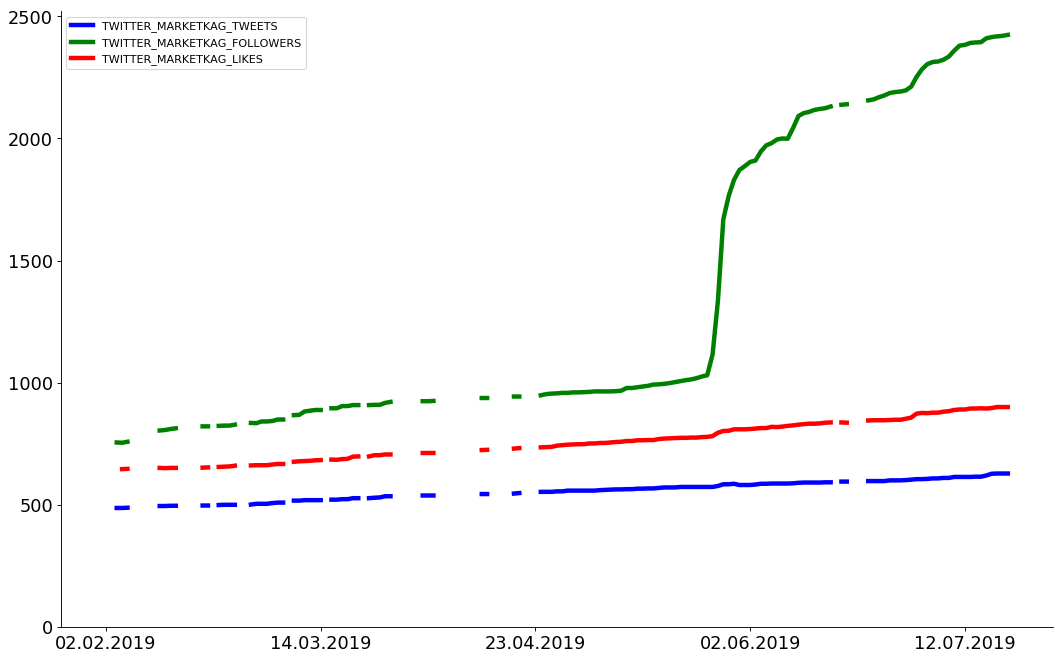 TWITTER_MARKETKAG_TWEETS
TWITTER_MARKETKAG_FOLLOWERS
TWITTER_MARKETKAG_LIKES
2500
2000
1500
1000
500
0
02.02.2019 14.03.2019 23.04.2019 02.06.2019 12.07.2019